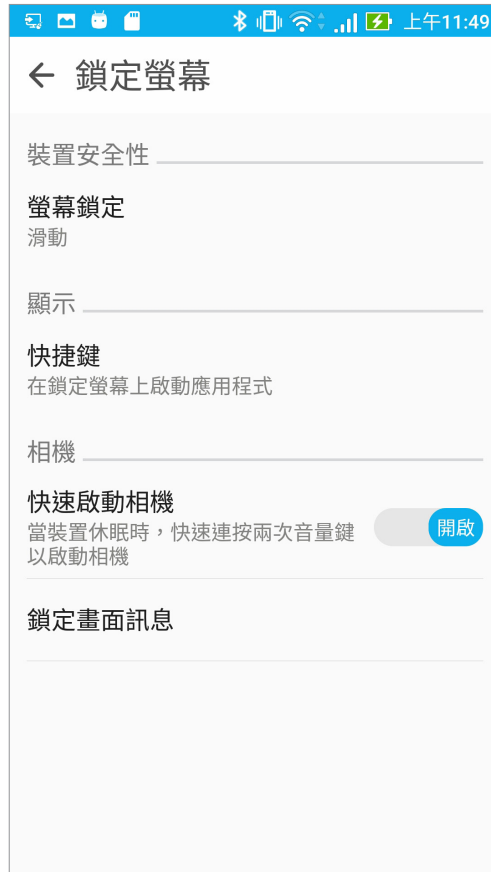 上午11:49
鎖定螢幕
裝置安全性
螢幕鎖定
滑動
顯示
快捷鍵
在鎖定螢幕上啟動應用程式
相機
快速啟動相機
當裝置休眠時，快速連按兩次音量鍵
以啟動相機
開啟
鎖定畫面訊息